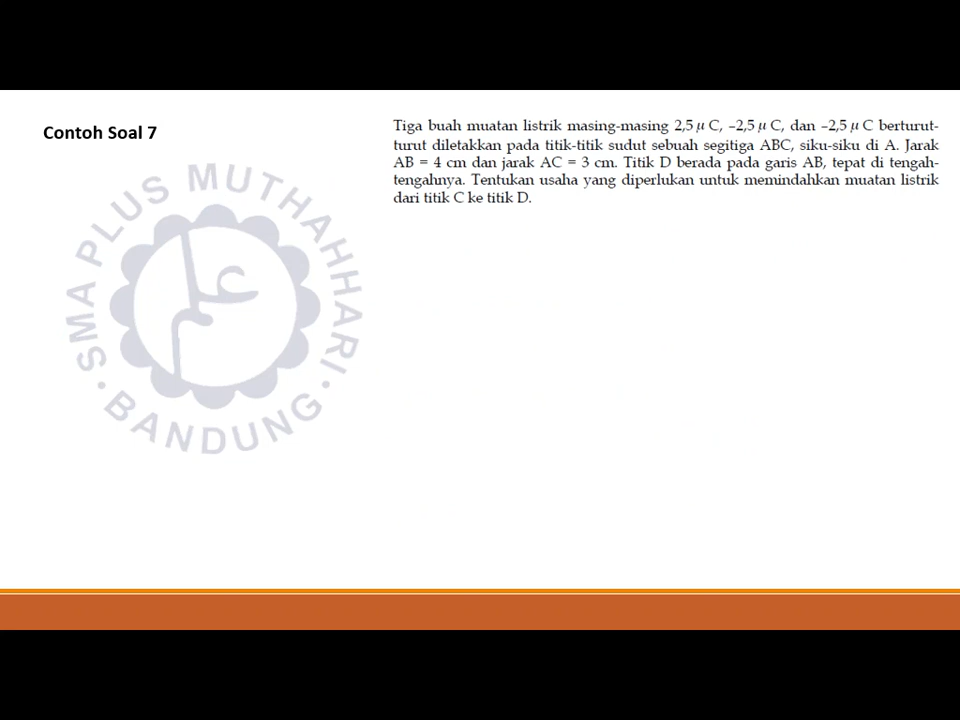 Contoh Soal 7
Tiga buah muatan listrik masing-masing 2,5 μ C, –2,5 μ C, dan –2,5 μ C berturut-
turut diletakkan pada titik-titik sudut sebuah segitiga ABC, siku-siku di A. Jarak
AB = 4 cm dan jarak AC = 3 cm. Titik D berada pada garis AB, tepat di tengah-
tengahnya. Tentukan usaha yang diperlukan untuk memindahkan muatan listrik
dari titik C ke titik D.
SMA PLUS MUTHAHHARI
• BANDUNG •